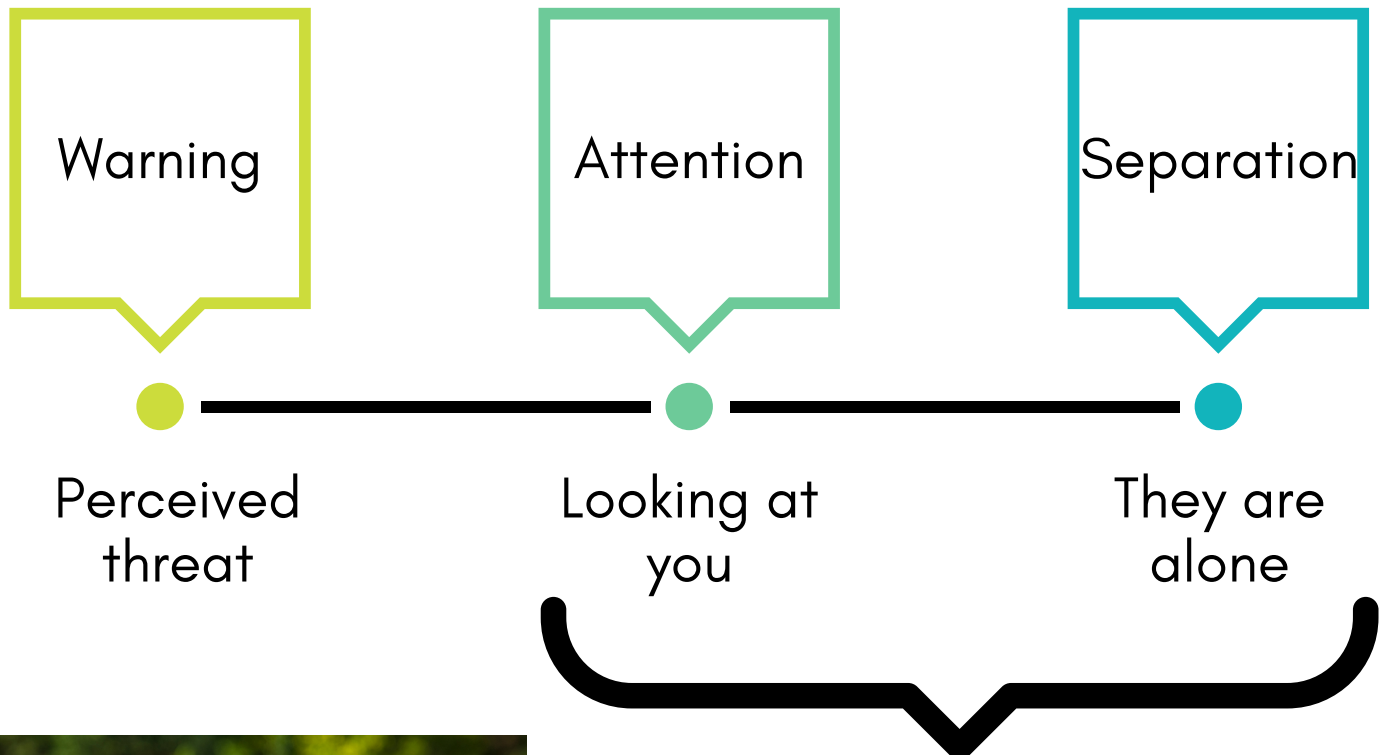 Warning
Attention
Separation
Perceived
threat
Looking at
you
They are
alone